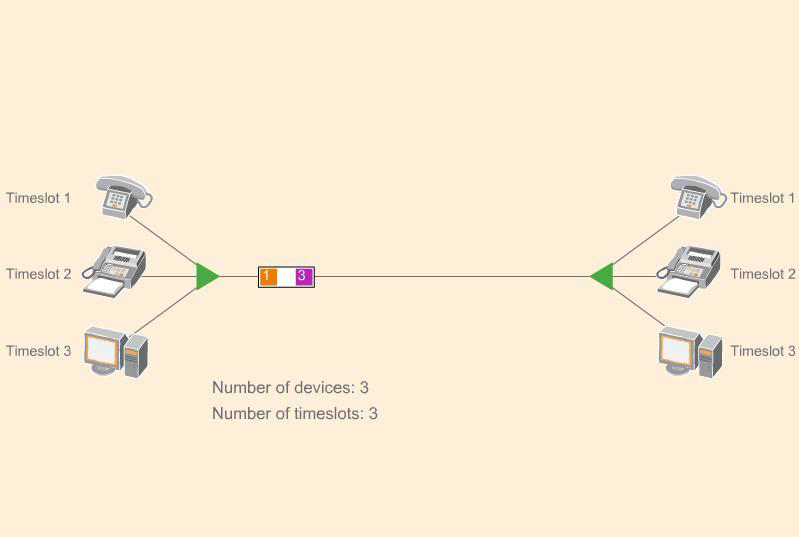 Timeslot 1
Timeslot 1
Timeslot 2
1 3
Timeslot 2
Timeslot 3
Timeslot 3
Number of devices: 3
Number of timeslots: 3